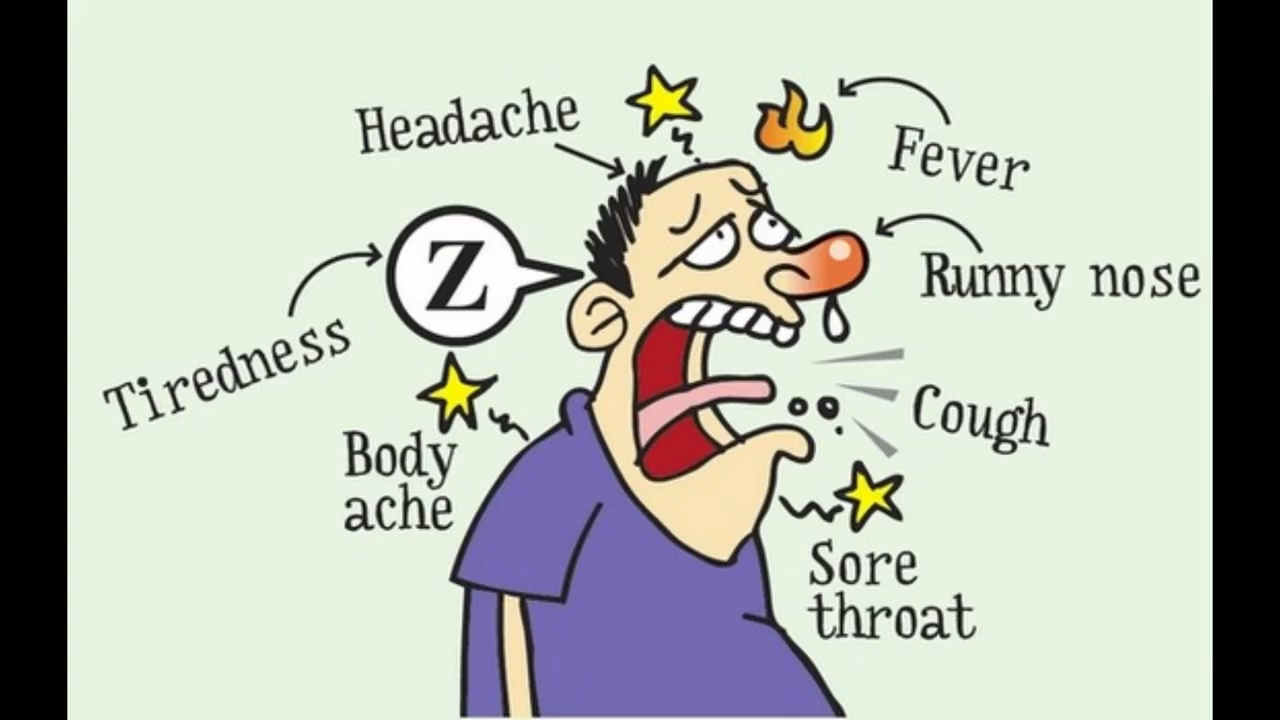 Headache
Fever
Runny nose
Z
Tiredness
Cough
Body
ache
Sore
throat